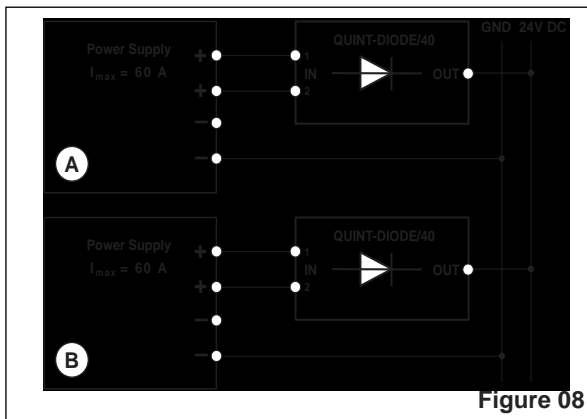 GND 24V DC
Power Supply
Imax = 60 A
+
+
−
−
A
QUINT-DIODE/40
1
IN
2
OUT
Power Supply
Imax = 60 A
+
+
−
−
B
QUINT-DIODE/40
1
IN
2
OUT
Figure 08